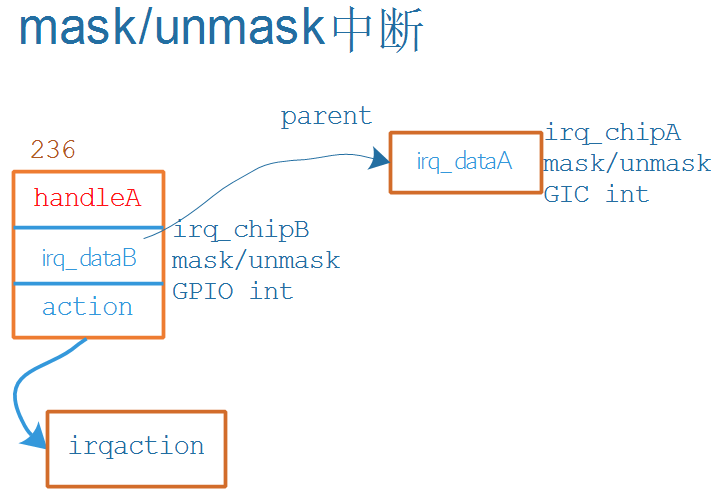 mask/unmask中断
parent
236
handleA
irq_dataB
action
irq_chipB
mask/unmask
GPIO int
irq_dataA
irq_chipA
mask/unmask
GIC int
irqaction